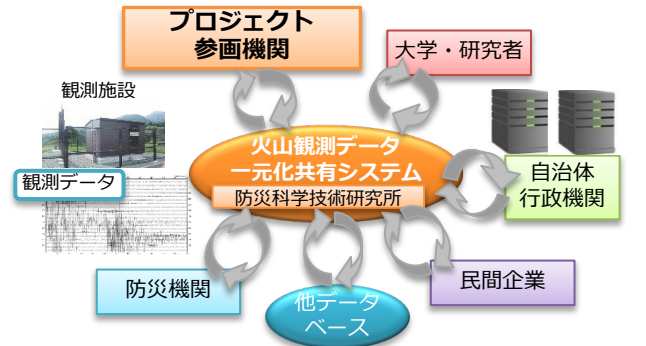 プロジェクト
参画機関
大学・研究者
観測施設
火山観測データ
一元化共有システム
防災科学技術研究所
観測データ
自治体
行政機関
防災機関
他データ
ベース
民間企業